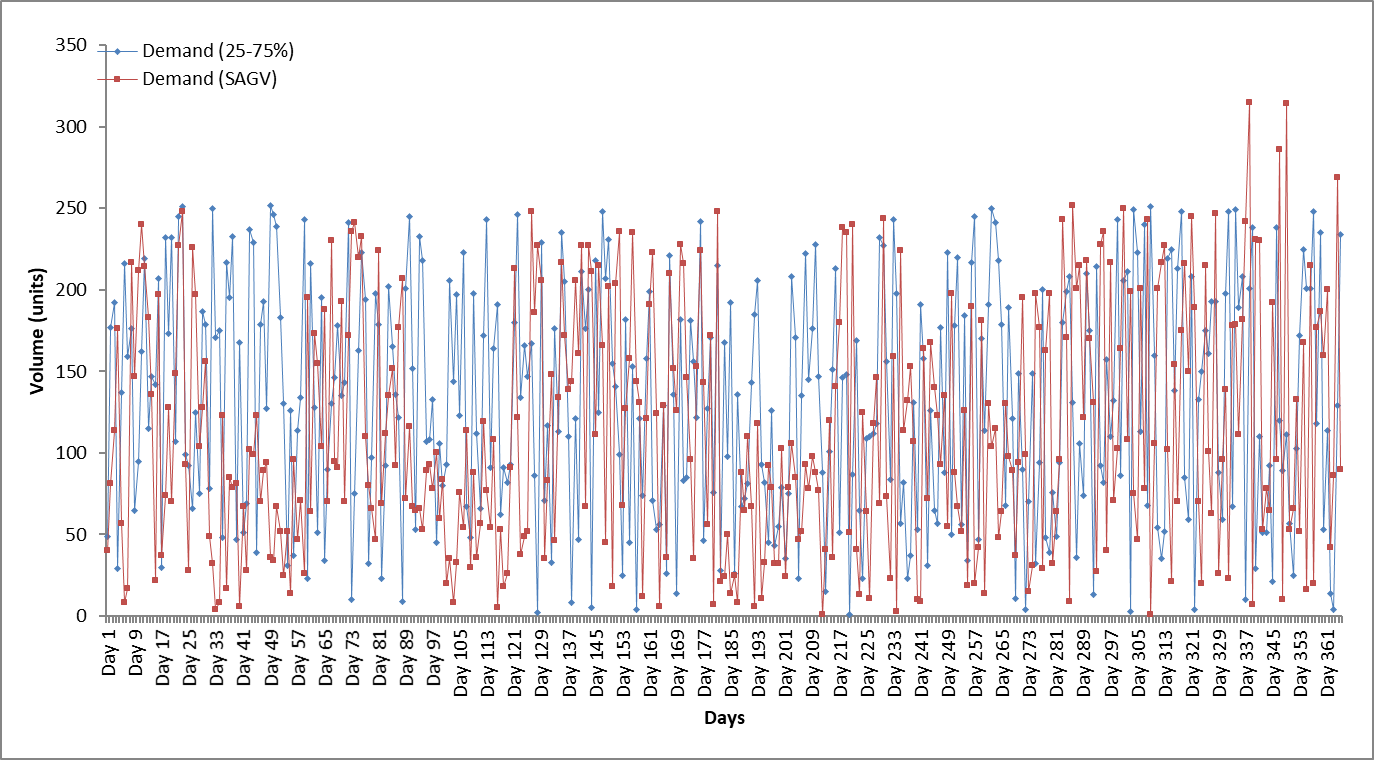 350
300
250
200
150
100
50
0
Volume (units)
Demand (25-75%)
Demand (SAGV)
Day 1
Day 9
Day 17
Day 25
Day 33
Day 41
Day 49
Day 57
Day 65
Day 73
Day 81
Day 89
Day 97
Day 105
Day 113
Day 121
Day 129
Day 137
Day 145
Day 153
Day 161
Day 169
Day 177
Day 185
Day 193
Day 201
Day 209
Day 217
Day 225
Day 233
Day 241
Day 249
Day 257
Day 265
Day 273
Day 281
Day 289
Day 297
Day 305
Day 313
Day 321
Day 329
Day 337
Day 345
Day 353
Day 361
Days